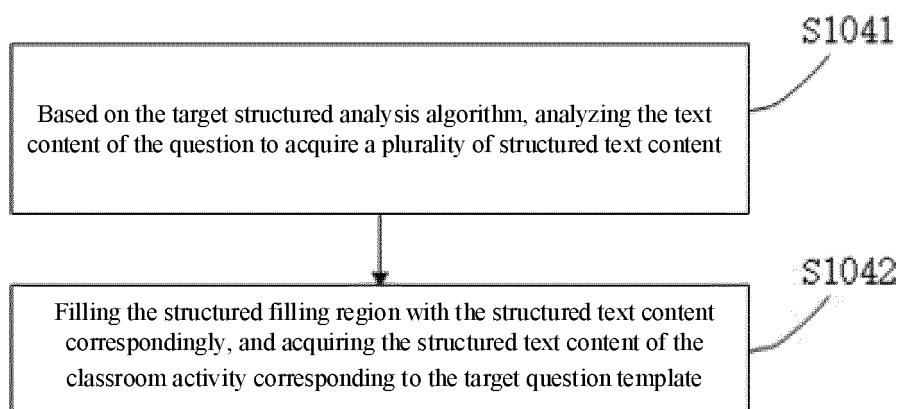 S1041
Based on the target structured analysis algorithm, analyzing the text
content of the question to acquire a plurality of structured text content
S1042
Filling the structured filling region with the structured text content
correspondingly, and acquiring the structured text content of the
classroom activity corresponding to the target question template